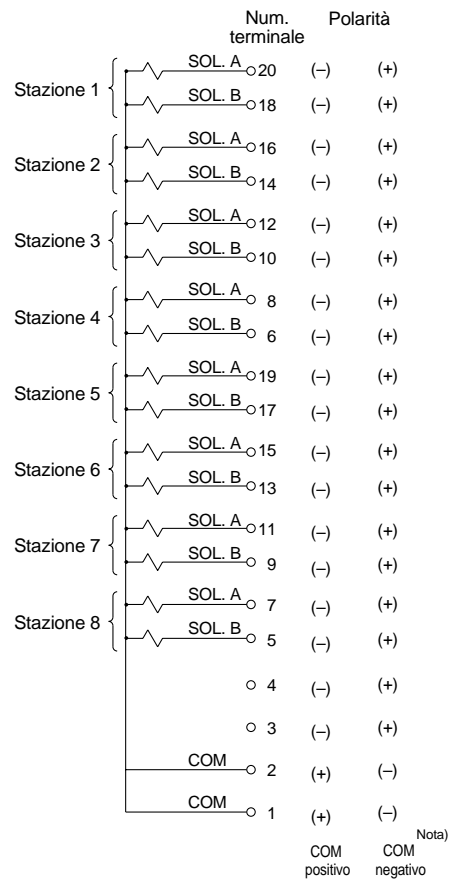 Num. terminale Polarità
Stazione 1 SOL. A 20 (–) (+)
SOL. B 18 (–) (+)
Stazione 2 SOL. A 16 (–) (+)
SOL. B 14 (–) (+)
Stazione 3 SOL. A 12 (–) (+)
SOL. B 10 (–) (+)
Stazione 4 SOL. A 8 (–) (+)
SOL. B 6 (–) (+)
Stazione 5 SOL. A 19 (–) (+)
SOL. B 17 (–) (+)
Stazione 6 SOL. A 15 (–) (+)
SOL. B 13 (–) (+)
Stazione 7 SOL. A 11 (–) (+)
SOL. B 9 (–) (+)
Stazione 8 SOL. A 7 (–) (+)
SOL. B 5 (–) (+)
4 (–) (+)
3 (–) (+)
COM 2 (+) (–)
COM 1 (+) (–)
Nota)
COM positivo COM negativo